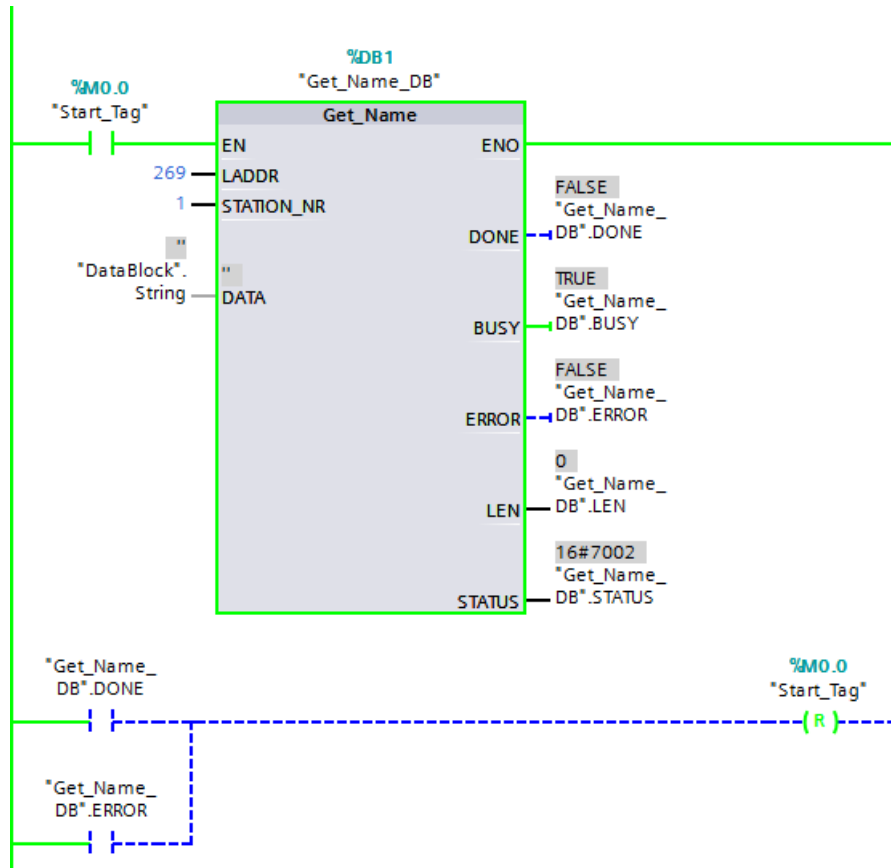 %DB1
"Get_Name_DB"
%M0.0
"Start_Tag"
Get_Name
EN
ENO
269
LADDR
1
STATION_NR
FALSE
"Get_Name_
DB".DONE
DONE
"
"DataBlock".
String
"
DATA
TRUE
"Get_Name_
DB".BUSY
BUSY
FALSE
"Get_Name_
DB".ERROR
ERROR
0
"Get_Name_
DB".LEN
LEN
16#7002
"Get_Name_
DB".STATUS
STATUS
"Get_Name_
DB".DONE
%M0.0
"Start_Tag"
R
"Get_Name_
DB".ERROR